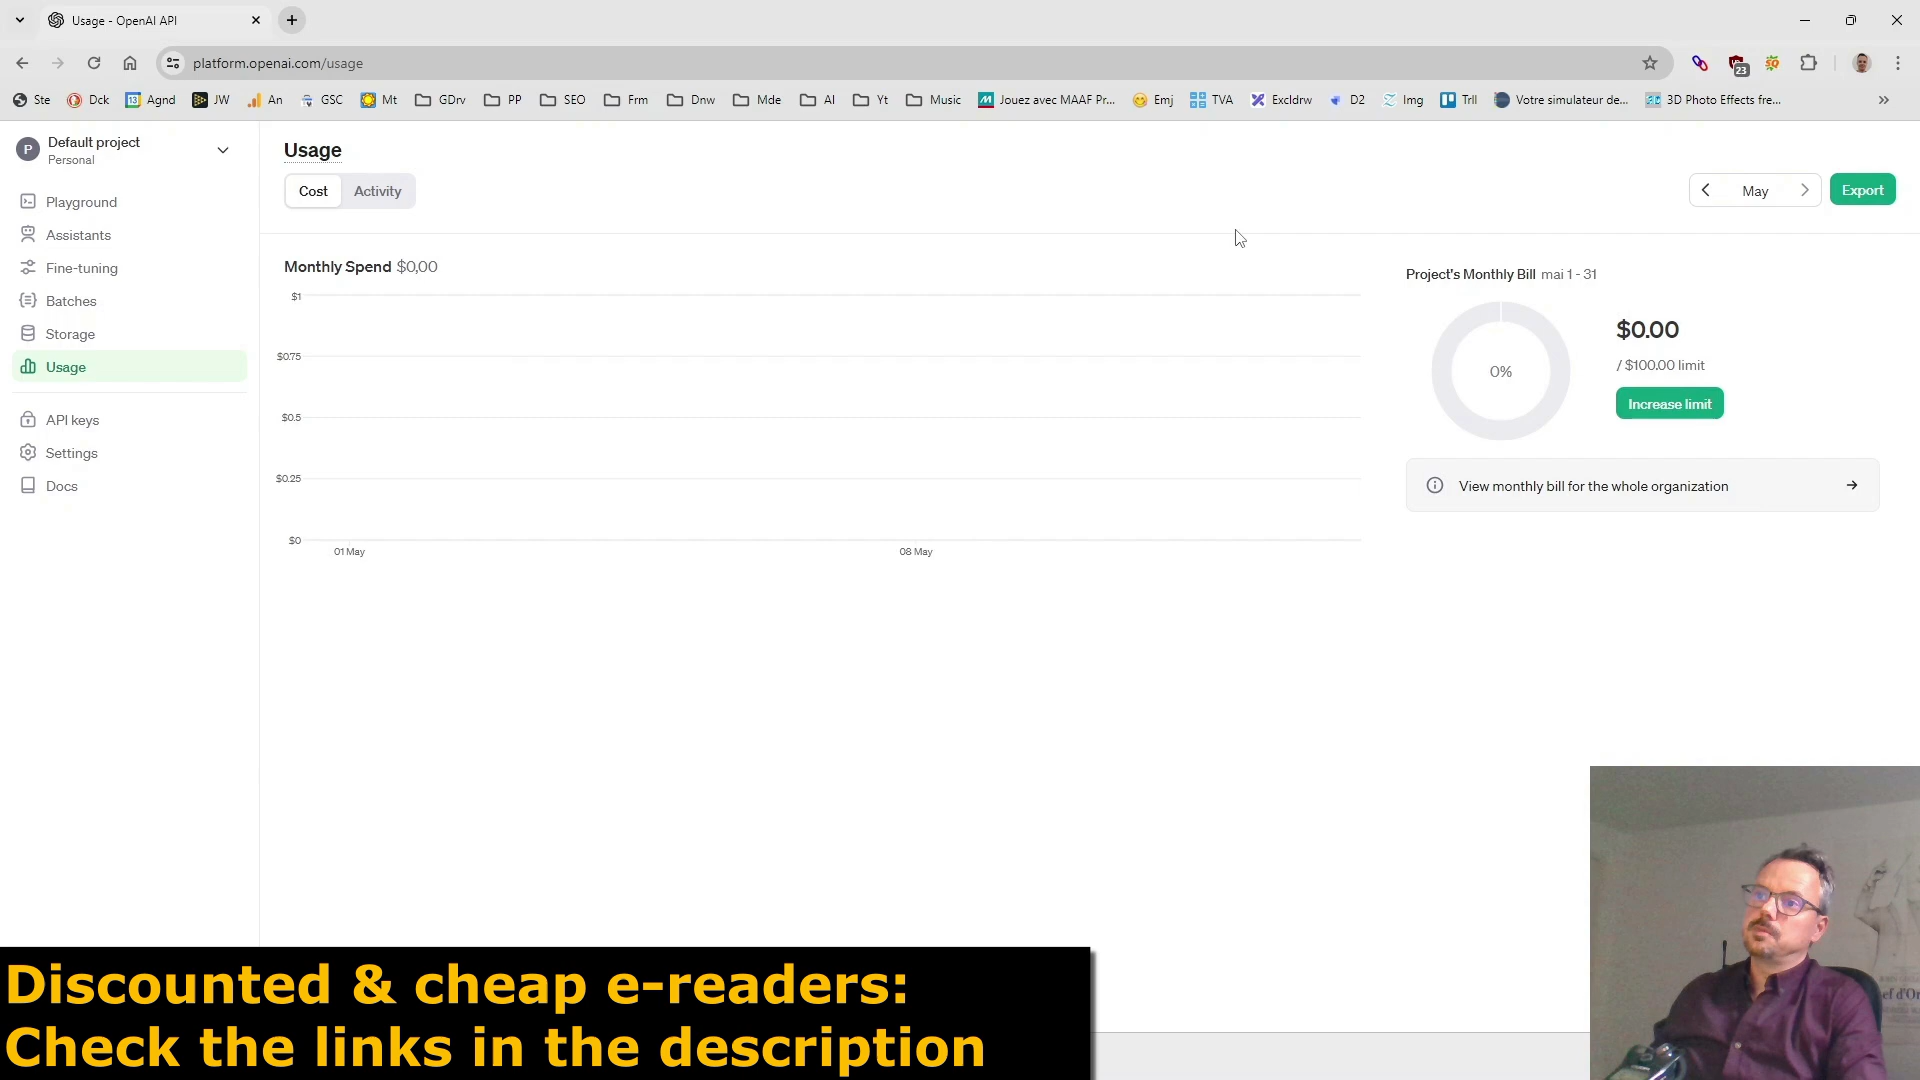 Usage - OpenAI API
platform.openai.com/usage
23
Ste
Dck
13
Agnd
JW
An
GSC
Mt
GDrv
PP
SEO
Frm
Dnw
Mde
AI
Yt
Music
Jouez avec MAAF Pr...
Emj
TVA
Excldrw
D2
Img
Trll
Votre simulateur de...
3D Photo Effects fre...
P
Default project
Personal
Playground
Assistants
Fine-tuning
Batches
Storage
Usage
API keys
Settings
Docs
Usage
Cost
Activity
May
Export
Monthly Spend $0,00
$1
$0.75
$0.5
$0.25
$0
01 May
08 May
Project's Monthly Bill mai 1 - 31
0%
$0.00
/ $100.00 limit
Increase limit
View monthly bill for the whole organization
Discounted & cheap e-readers:
Check the links in the description